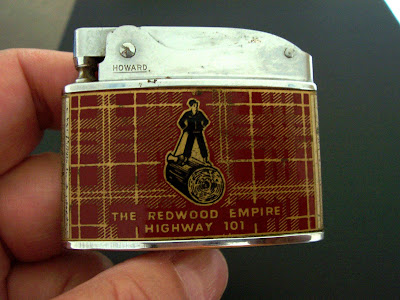 HOWARD
THE REDWOOD EMPIRE
HIGHWAY 101